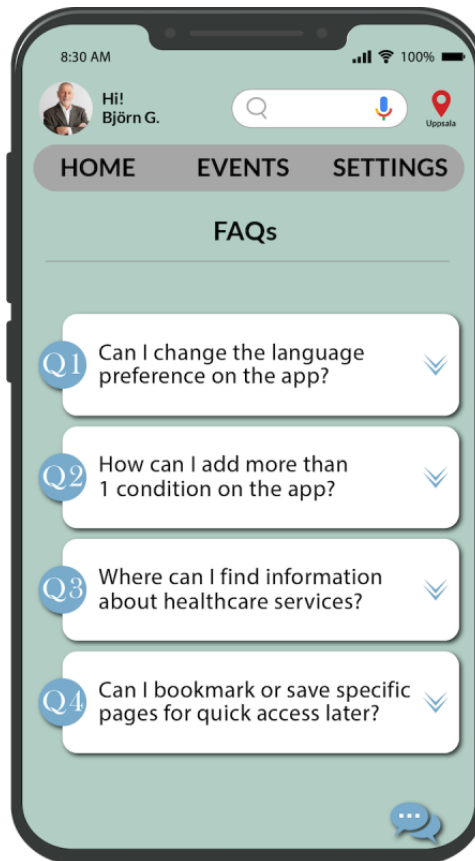 8:30 AM
100%
Hi!
Björn G.
Uppsala
HOME
EVENTS
SETTINGS
FAQs
Q1
Can I change the language
preference on the app?
Q2
How can I add more than
1 condition on the app?
Q3
Where can I find information
about healthcare services?
Q4
Can I bookmark or save specific
pages for quick access later?